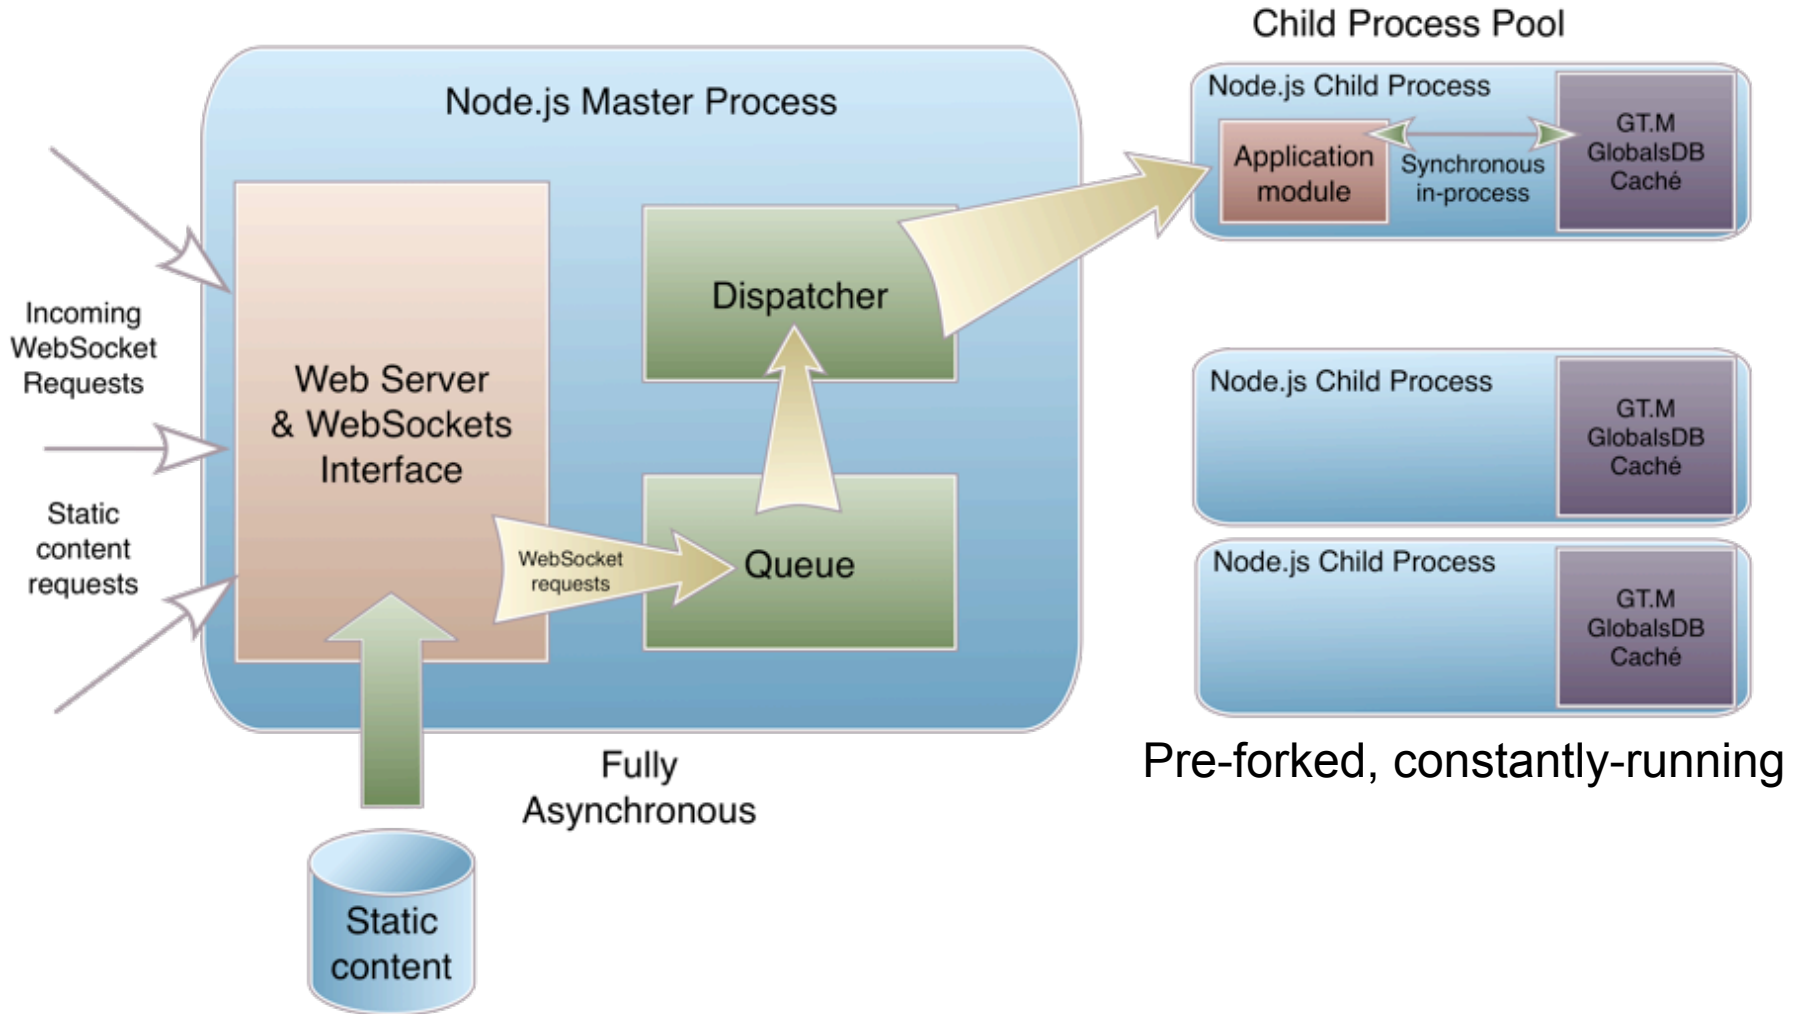 Child Process Pool
Node.js Master Process
Node.js Child Process
Application
module
Synchronous
in-process
GT.M
GlobalsDB
Caché
Incoming
WebSocket
Requests
Static
content
requests
Web Server
& WebSockets
Interface
Dispatcher
WebSocket
requests
Queue
Node.js Child Process
GT.M
GlobalsDB
Caché
Node.js Child Process
GT.M
GlobalsDB
Caché
Fully
Asynchronous
Pre-forked, constantly-running
Static
content